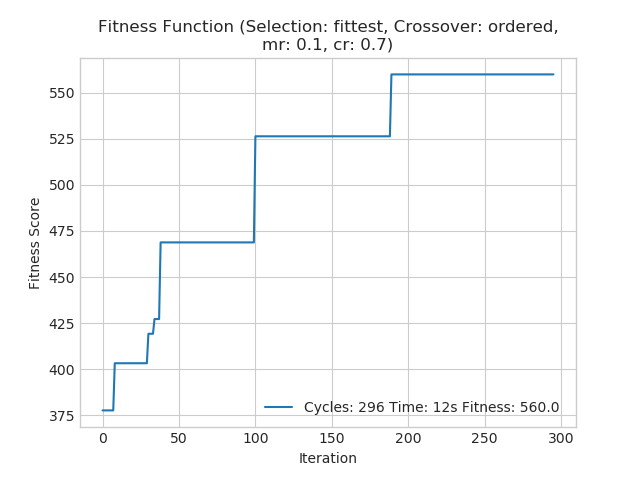 Fitness Function (Selection: fittest, Crossover: ordered,
mr: 0.1, cr: 0.7)
Fitness Score
550
525
500
475
450
425
400
375
Cycles: 296 Time: 12s Fitness: 560.0
0 50 100 150 200 250 300
Iteration